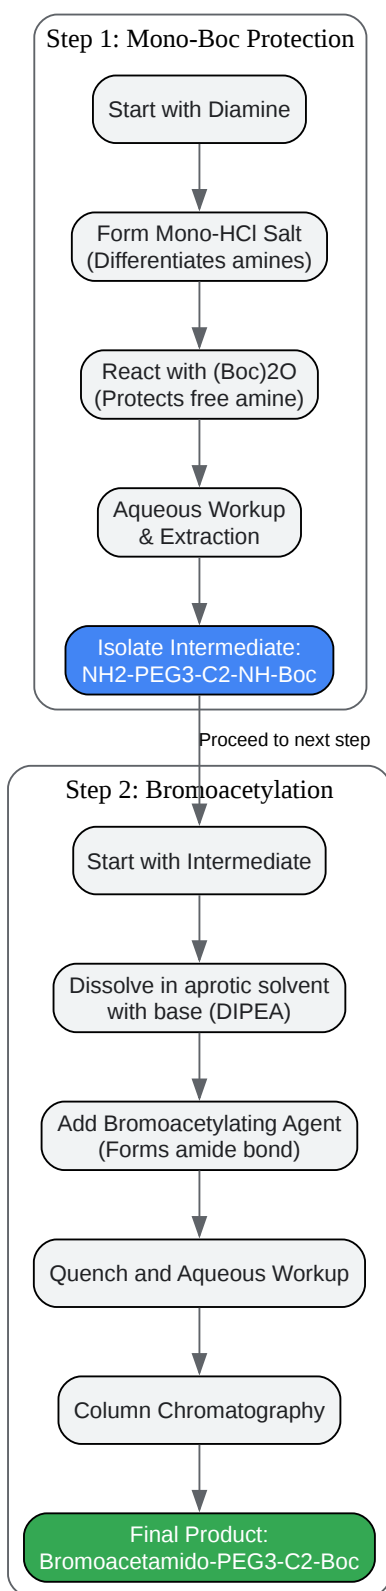 Step 1: Mono-Boc Protection
Start with Diamine
Form Mono-HCl Salt
(Differentiates amines)
React with (Boc)2O
(Protects free amine)
Aqueous Workup
& Extraction
Isolate Intermediate:
NH2-PEG3-C2-NH-Boc
Proceed to next step
Step 2: Bromoacetylation
Start with Intermediate
Dissolve in aprotic solvent
with base (DIPEA)
Add Bromoacetylating Agent
(Forms amide bond)
Quench and Aqueous Workup
Column Chromatography
Final Product:
Bromoacetamido-PEG3-C2-Boc